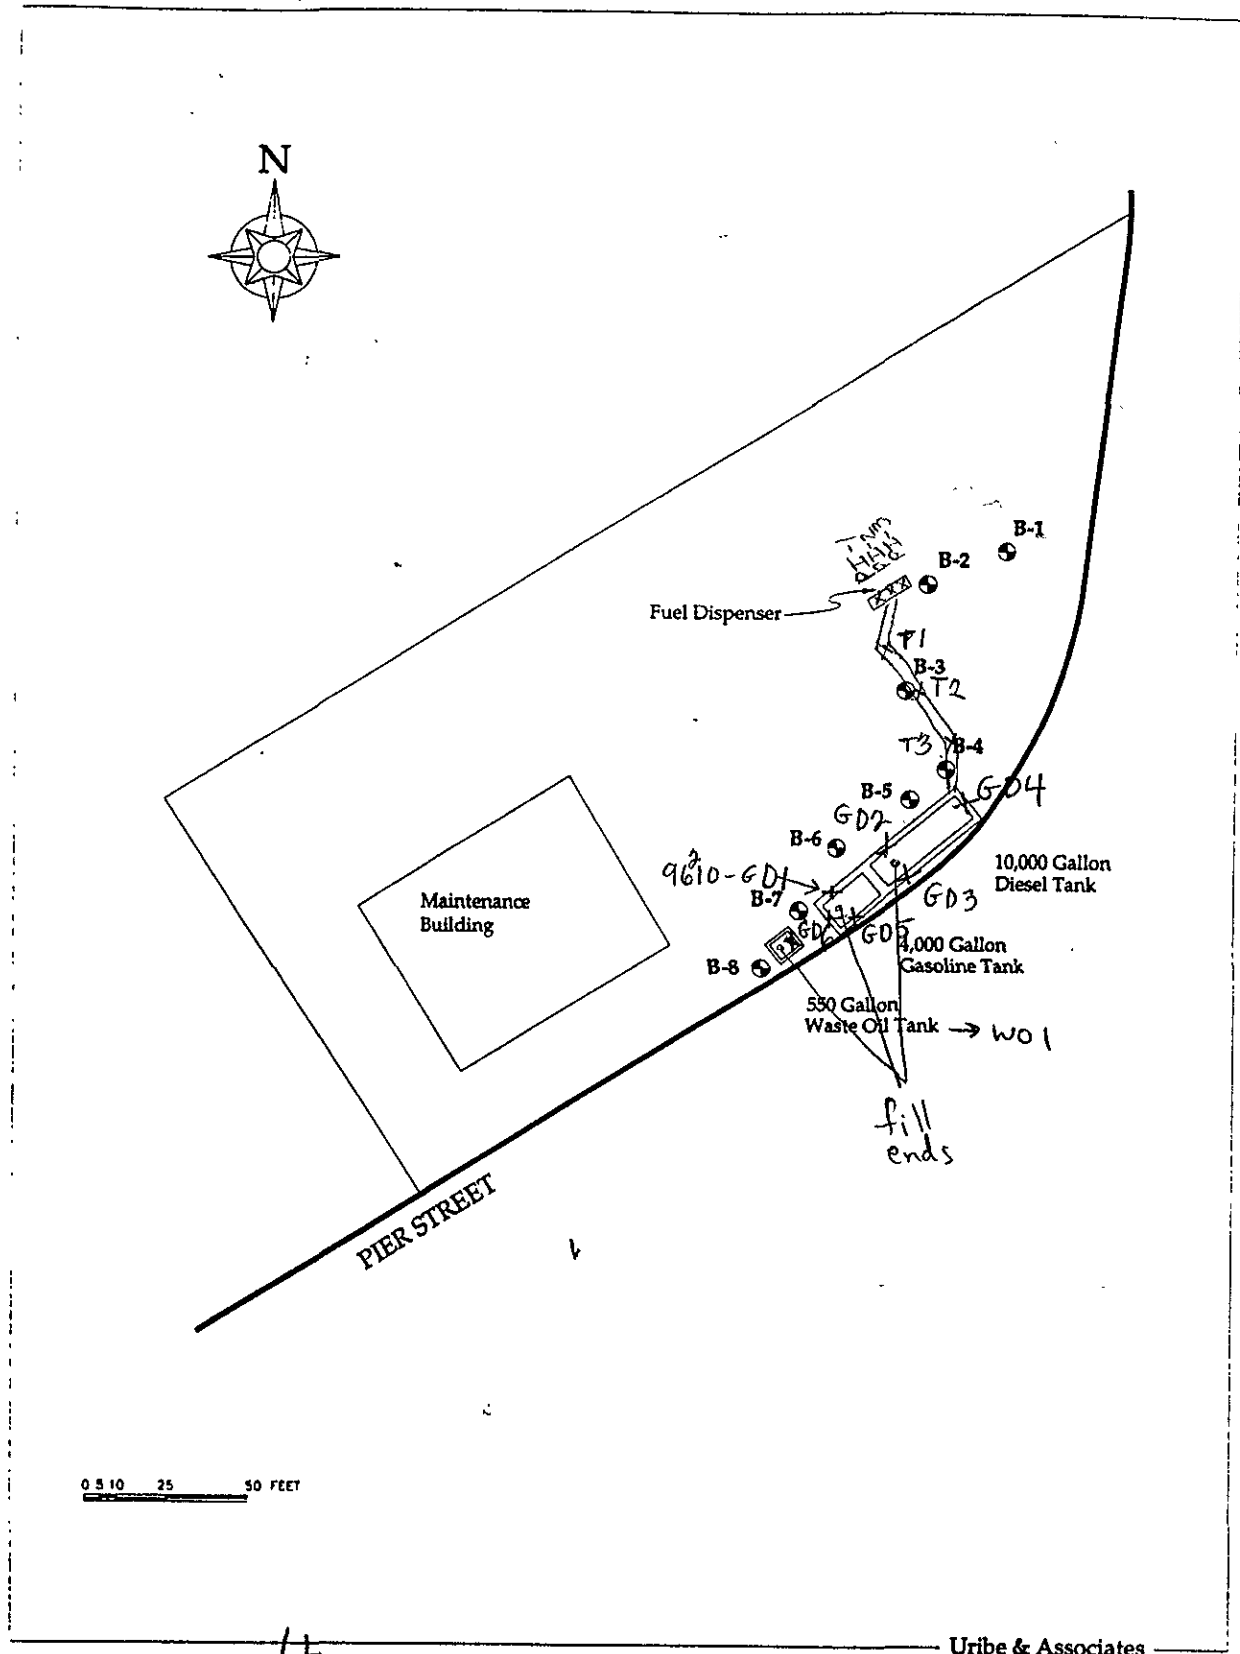 N
B-1
B-2
Fuel Dispenser
T1
B-3
T2
T3
B-4
B-5
GD4
GD2
B-6
10,000 Gallon
Diesel Tank
9610-GD1
2
Maintenance
Building
B-7
GD3
GD6
GD5
4,000 Gallon
Gasoline Tank
B-8
550 Gallon
Waste Oil Tank → WO1
fill
ends
PIER STREET
0 5 10 25 50 FEET
Uribe & Associates